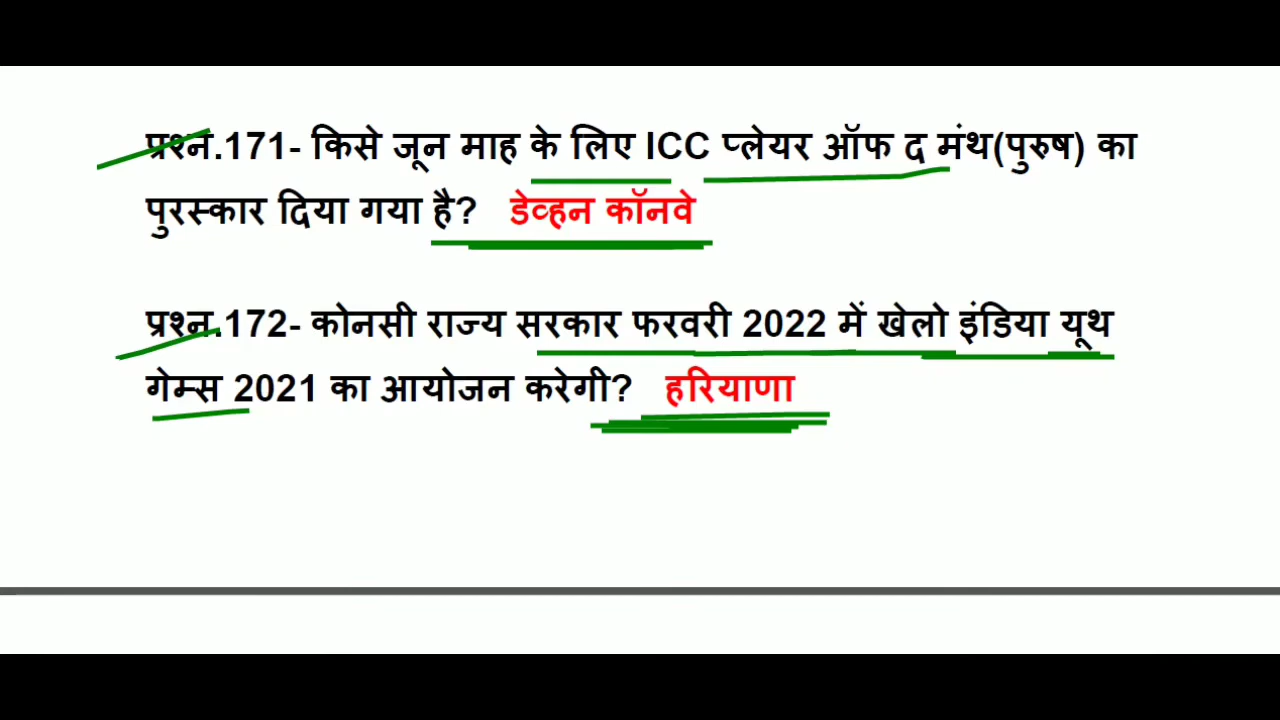 प्रश्न.171- किसे जून माह के लिए ICC प्लेयर ऑफ द मंथ(पुरुष) का
पुरस्कार दिया गया है? डेव्हन कॉनवे
प्रश्न.172- कोनसी राज्य सरकार फरवरी 2022 में खेलो इंडिया यूथ
गेम्स 2021 का आयोजन करेगी? हरियाणा